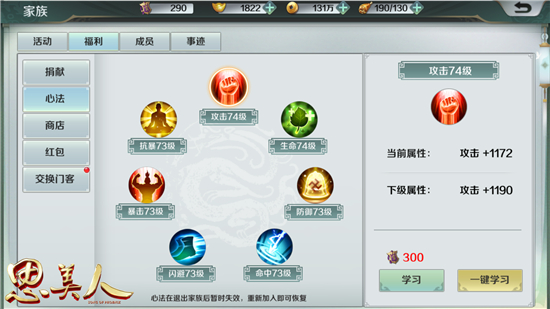 家族
290
1822
131万
190/130
活动
福利
成员
事迹
捐献
心法
商店
红包
交换门客
攻击74级
抗暴73级
生命74级
暴击73级
防御73级
闪避73级
命中73级
心法在退出家族后暂时失效，重新加入即可恢复
攻击74级
当前属性：
攻击 +1172
下级属性：
攻击 +1190
300
学习
一键学习
思美人